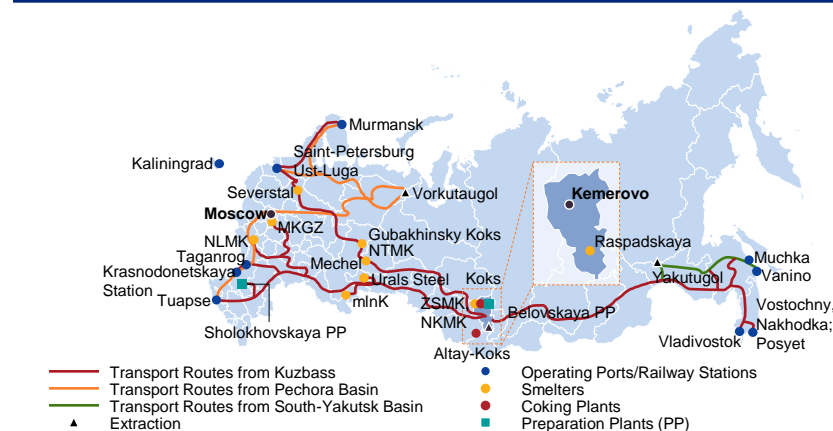 Murmansk
Saint-Petersburg
Kaliningrad
Ust-Luga
Severstal
Vorkutaugol
Kemerovo
Moscow
MKGZ
Gubakhinsky Koks
NLMK
NTMK
Raspadskaya
Taganrog
Mechel
Muchka
Krasnodonetskaya
Station
Urals Steel
Koks
Yakutugol
Vanino
Tuapse
mlnK
ZSMK
Belovskaya PP
Vostochny,
Sholokhovskaya PP
NKMK
Nakhodka;
Vladivostok
Posyet
Altay-Koks
Transport Routes from Kuzbass
Transport Routes from Pechora Basin
Transport Routes from South-Yakutsk Basin
Extraction
Operating Ports/Railway Stations
Smelters
Coking Plants
Preparation Plants (PP)